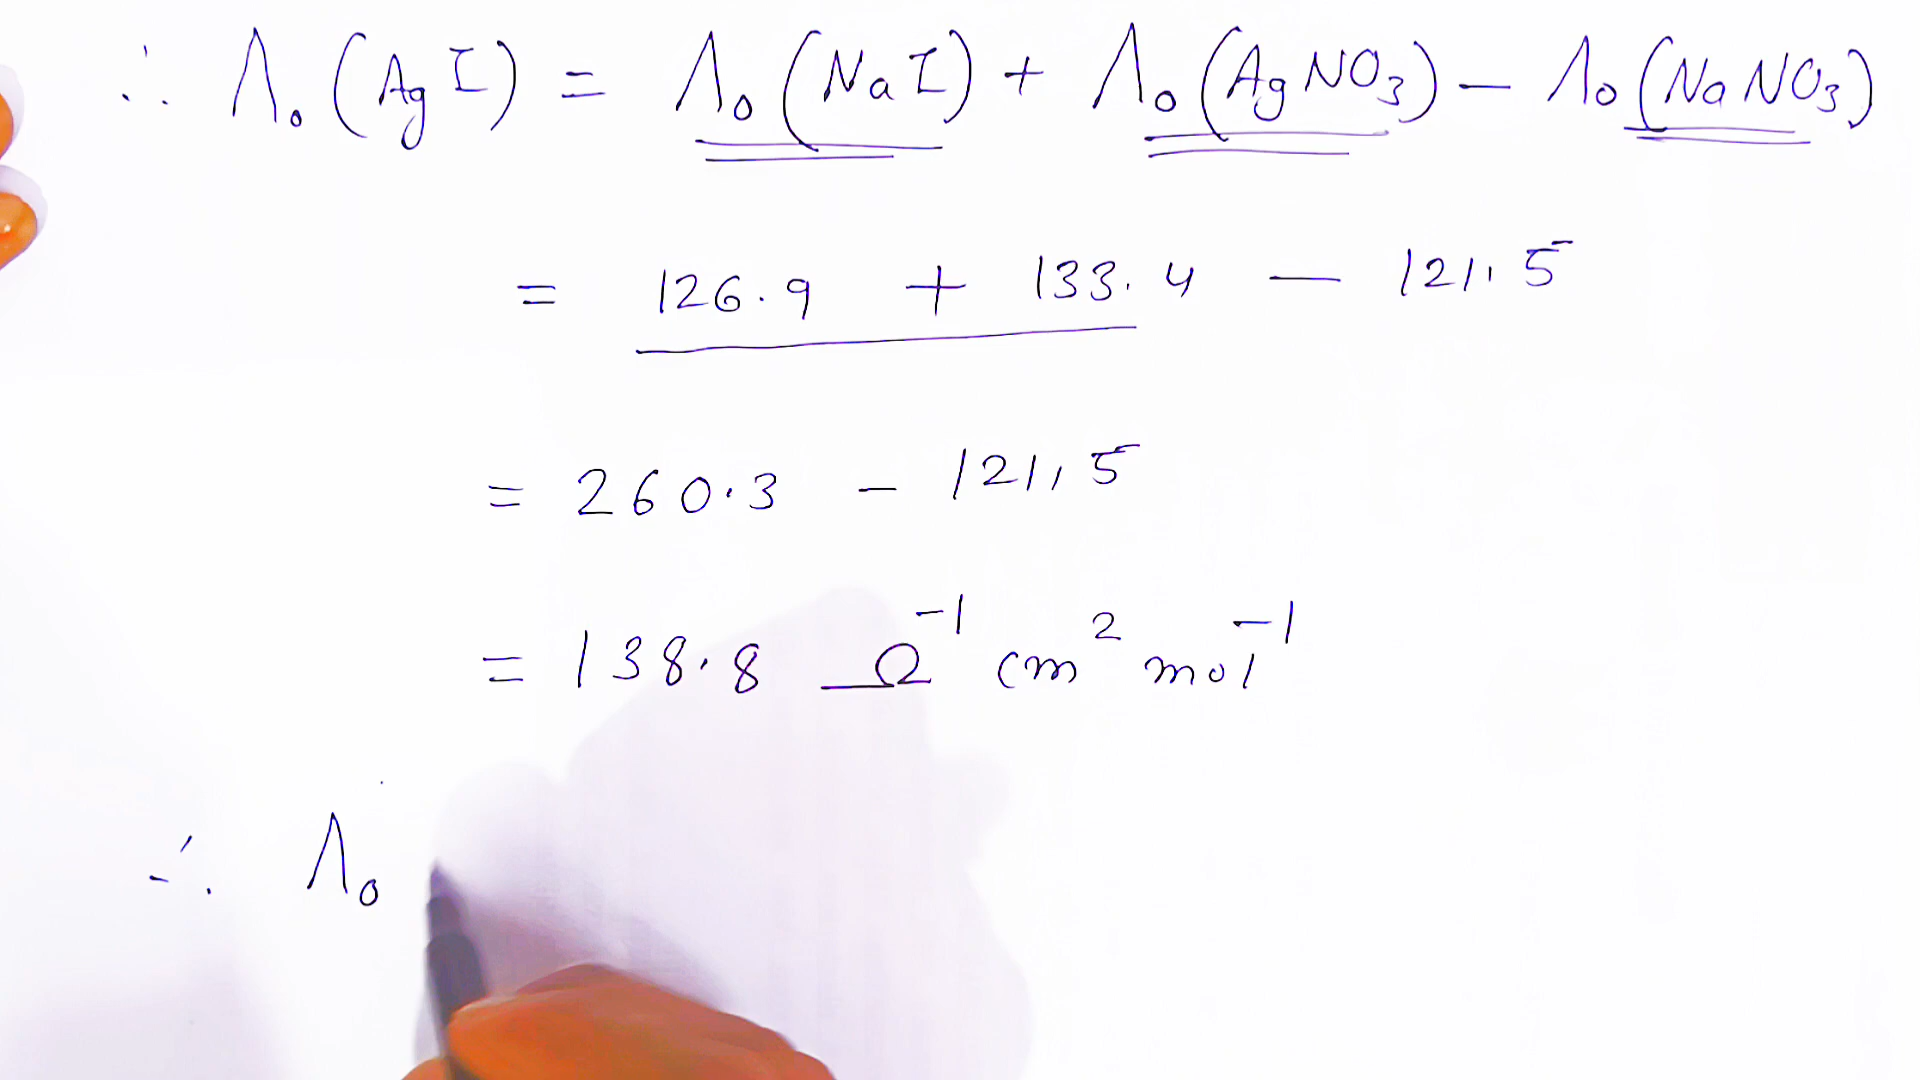 ∴ Λ₀ (AgI) = Λ₀ (NaI) + Λ₀ (AgNO₃) − Λ₀ (NaNO₃)
= 126.9 + 133.4 − 121.5
= 260.3 − 121.5
= 138.8 Ω⁻¹ cm² mol⁻¹
∴ Λ₀